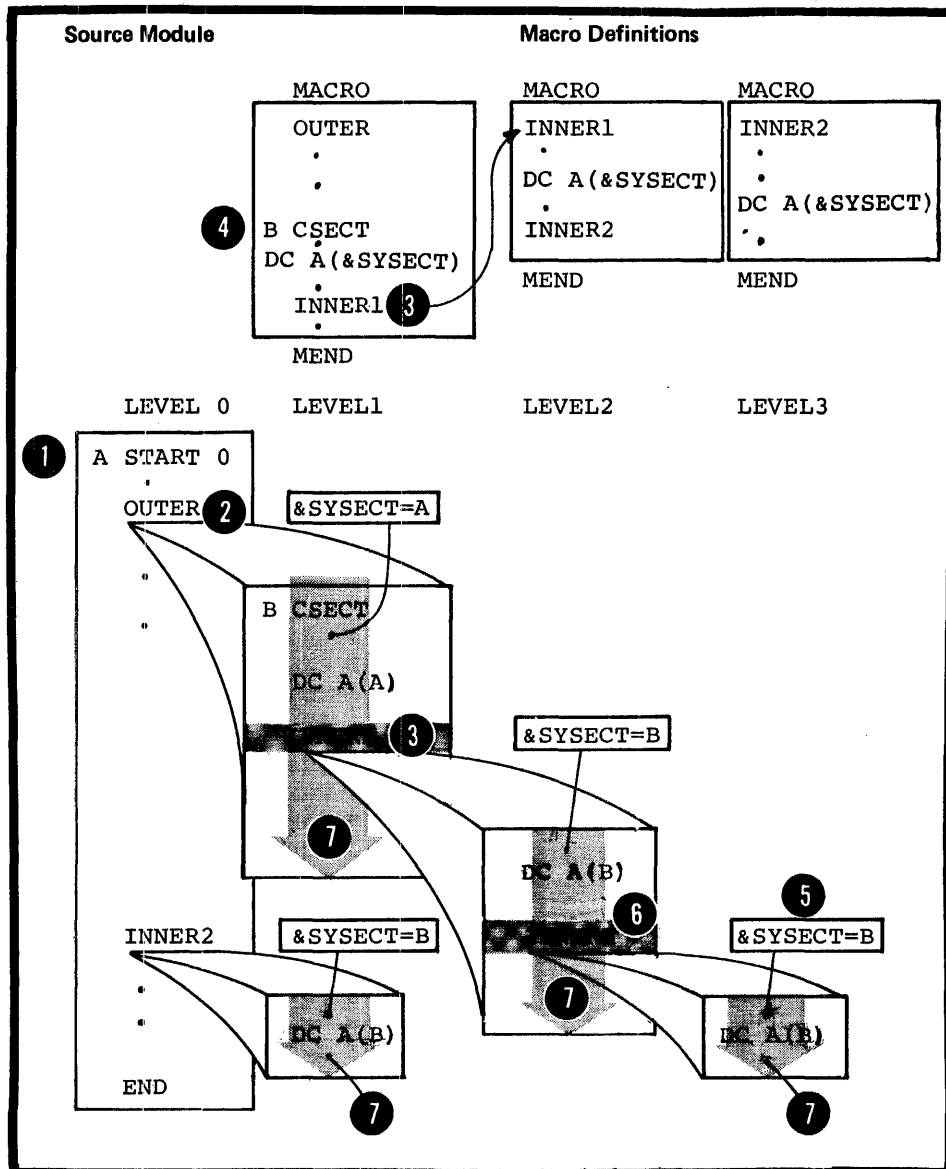 Source Module
Macro Definitions
MACRO
OUTER
4
B CSECT
DC A(&SYSECT)
INNER1 3
MEND
MACRO
INNER1
DC A(&SYSECT)
INNER2
MEND
MACRO
INNER2
DC A(&SYSECT)
MEND
LEVEL 0
LEVEL1
LEVEL2
LEVEL3
1
A START 0
OUTER 2
&SYSECT=A
B CSECT
DC A(A)
3
&SYSECT=B
7
DC A(B)
6
5
&SYSECT=B
INNER2
&SYSECT=B
7
DC A(B)
DC A(B)
END
7
7